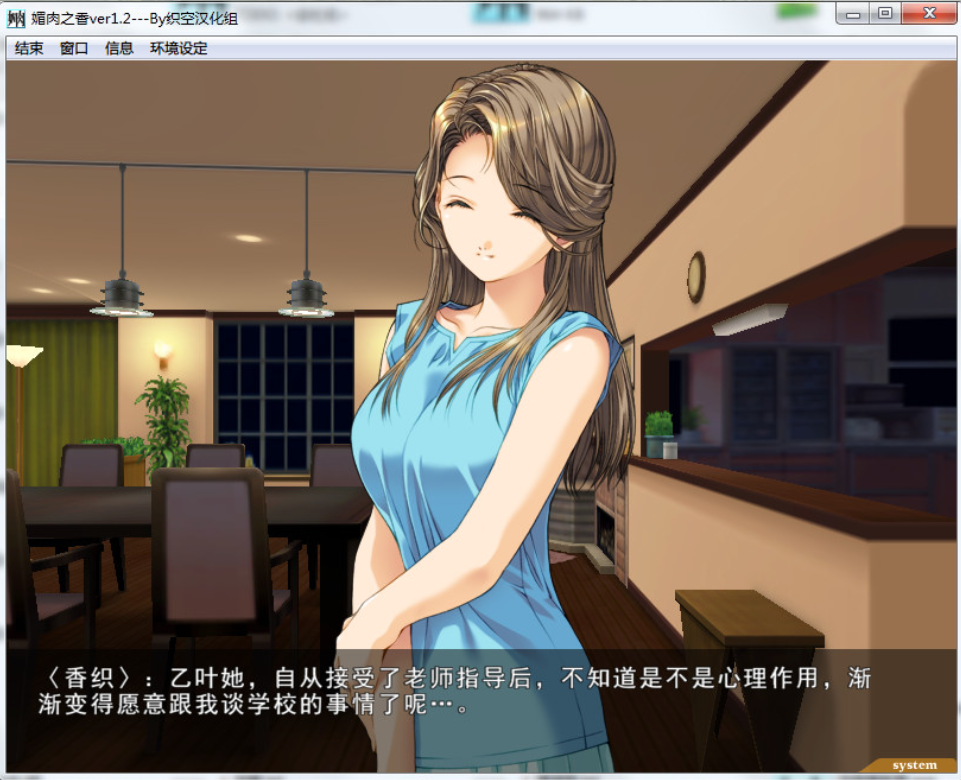 媚肉之香ver1.2---By织空汉化组
结束 窗口 信息 环境设定
〈香织〉：乙叶她，自从接受了老师指导后，不知道是不是心理作用，渐
渐变得愿意跟我谈学校的事情了呢…。
system